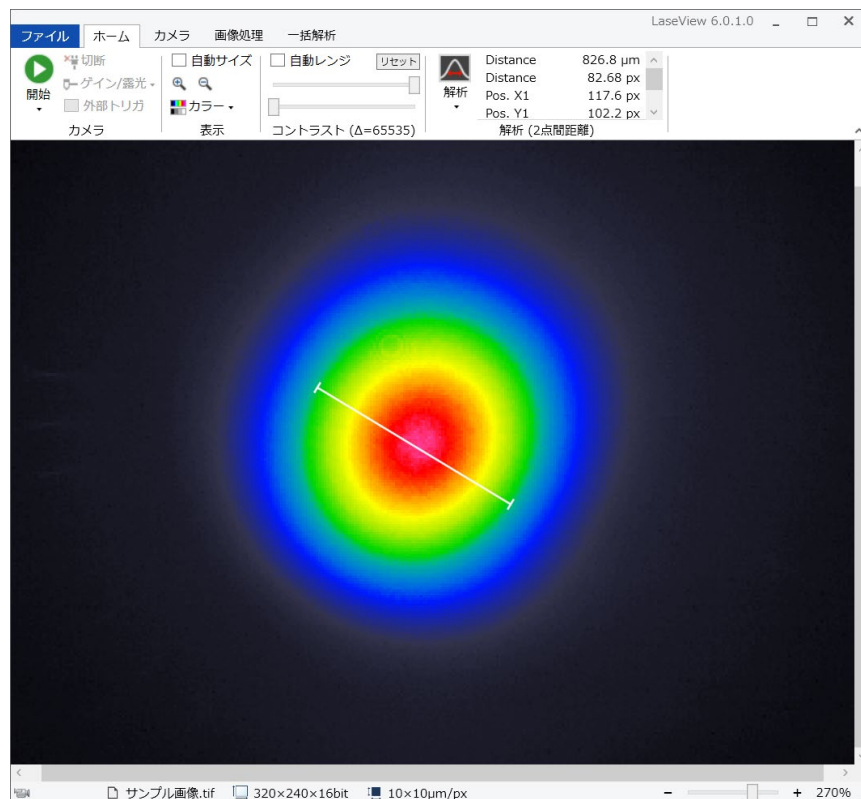 LaseView 6.0.1.0
ファイル ホーム カメラ 画像処理 一括解析
開始
切断
ゲイン/露光
外部トリガ
カメラ
自動サイズ
カラー
表示
自動レンジ リセット
コントラスト (Δ=65535)
解析
Distance 826.8 µm
Distance 82.68 px
Pos. X1 117.6 px
Pos. Y1 102.2 px
解析 (2点間距離)
サンプル画像.tif 320×240×16bit 10×10µm/px - + 270%